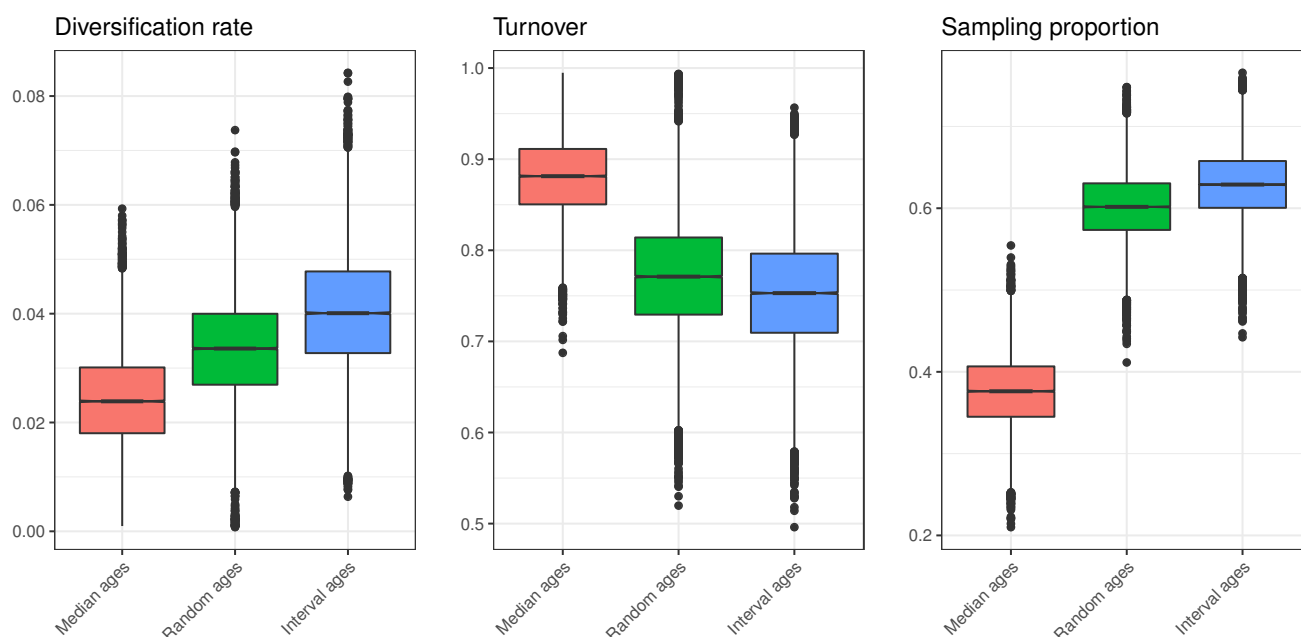 Diversification rate
0.08
0.06
0.04
0.02
0.00
Median ages
Random ages
Interval ages
Turnover
1.0
0.9
0.8
0.7
0.6
0.5
Median ages
Random ages
Interval ages
Sampling proportion
0.6
0.4
0.2
Median ages
Random ages
Interval ages